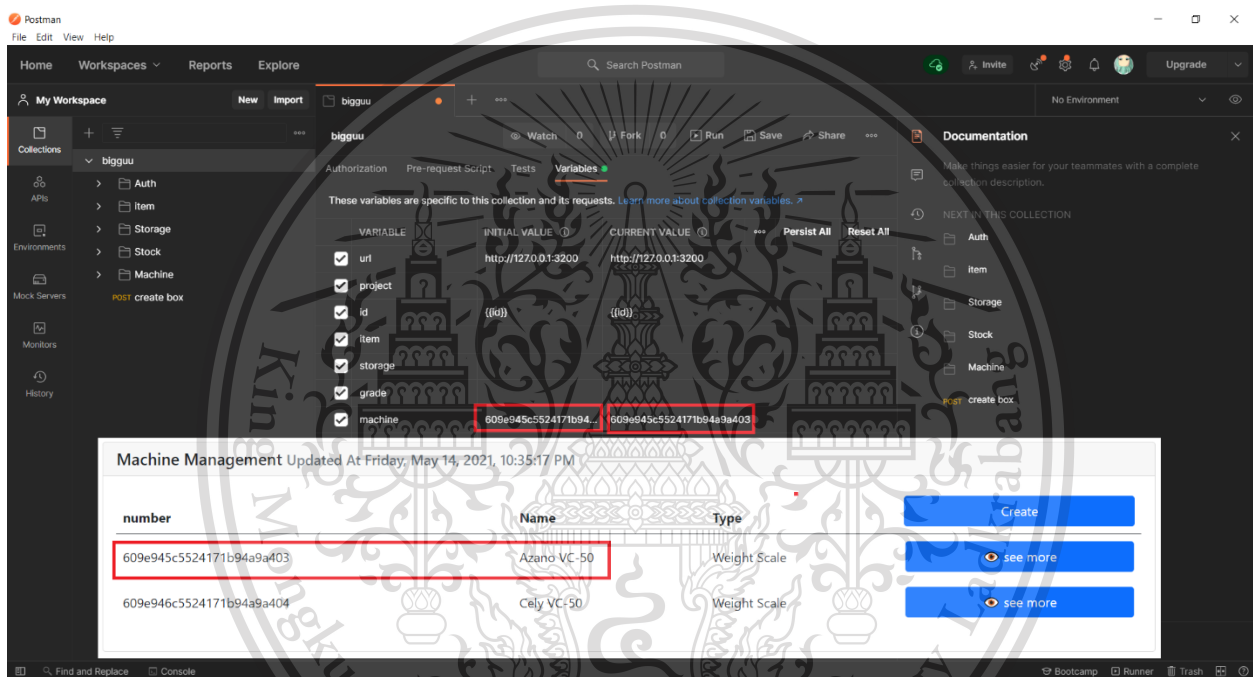 Postman
File Edit View Help
Home Workspaces Reports Explore Search Postman Invite Upgrade
My Workspace New Import bigguu No Environment
Collections
APIs
Environments
Mock Servers
Monitors
History
bigguu
Auth
item
Storage
Stock
Machine
POST create box
bigguu Watch 0 Fork 0 Run Save Share
Authorization Pre-request Script Tests Variables
These variables are specific to this collection and its requests. Learn more about collection variables.
VARIABLE INITIAL VALUE CURRENT VALUE Persist All Reset All
url http://127.0.0.1:3200 http://127.0.0.1:3200
project
id {{id}} {{id}}
item
storage
grade
machine 609e945c5524171b94... 609e945c5524171b94a9a403
Documentation
Make things easier for your teammates with a complete
collection description.
NEXT IN THIS COLLECTION
Auth
item
Storage
Stock
Machine
POST create box
Machine Management Updated At Friday, May 14, 2021, 10:35:17 PM
number Name Type Create
609e945c5524171b94a9a403 Azano VC-50 Weight Scale see more
609e946c5524171b94a9a404 Cely VC-50 Weight Scale see more
Find and Replace Console Bootcamp Runner Trash